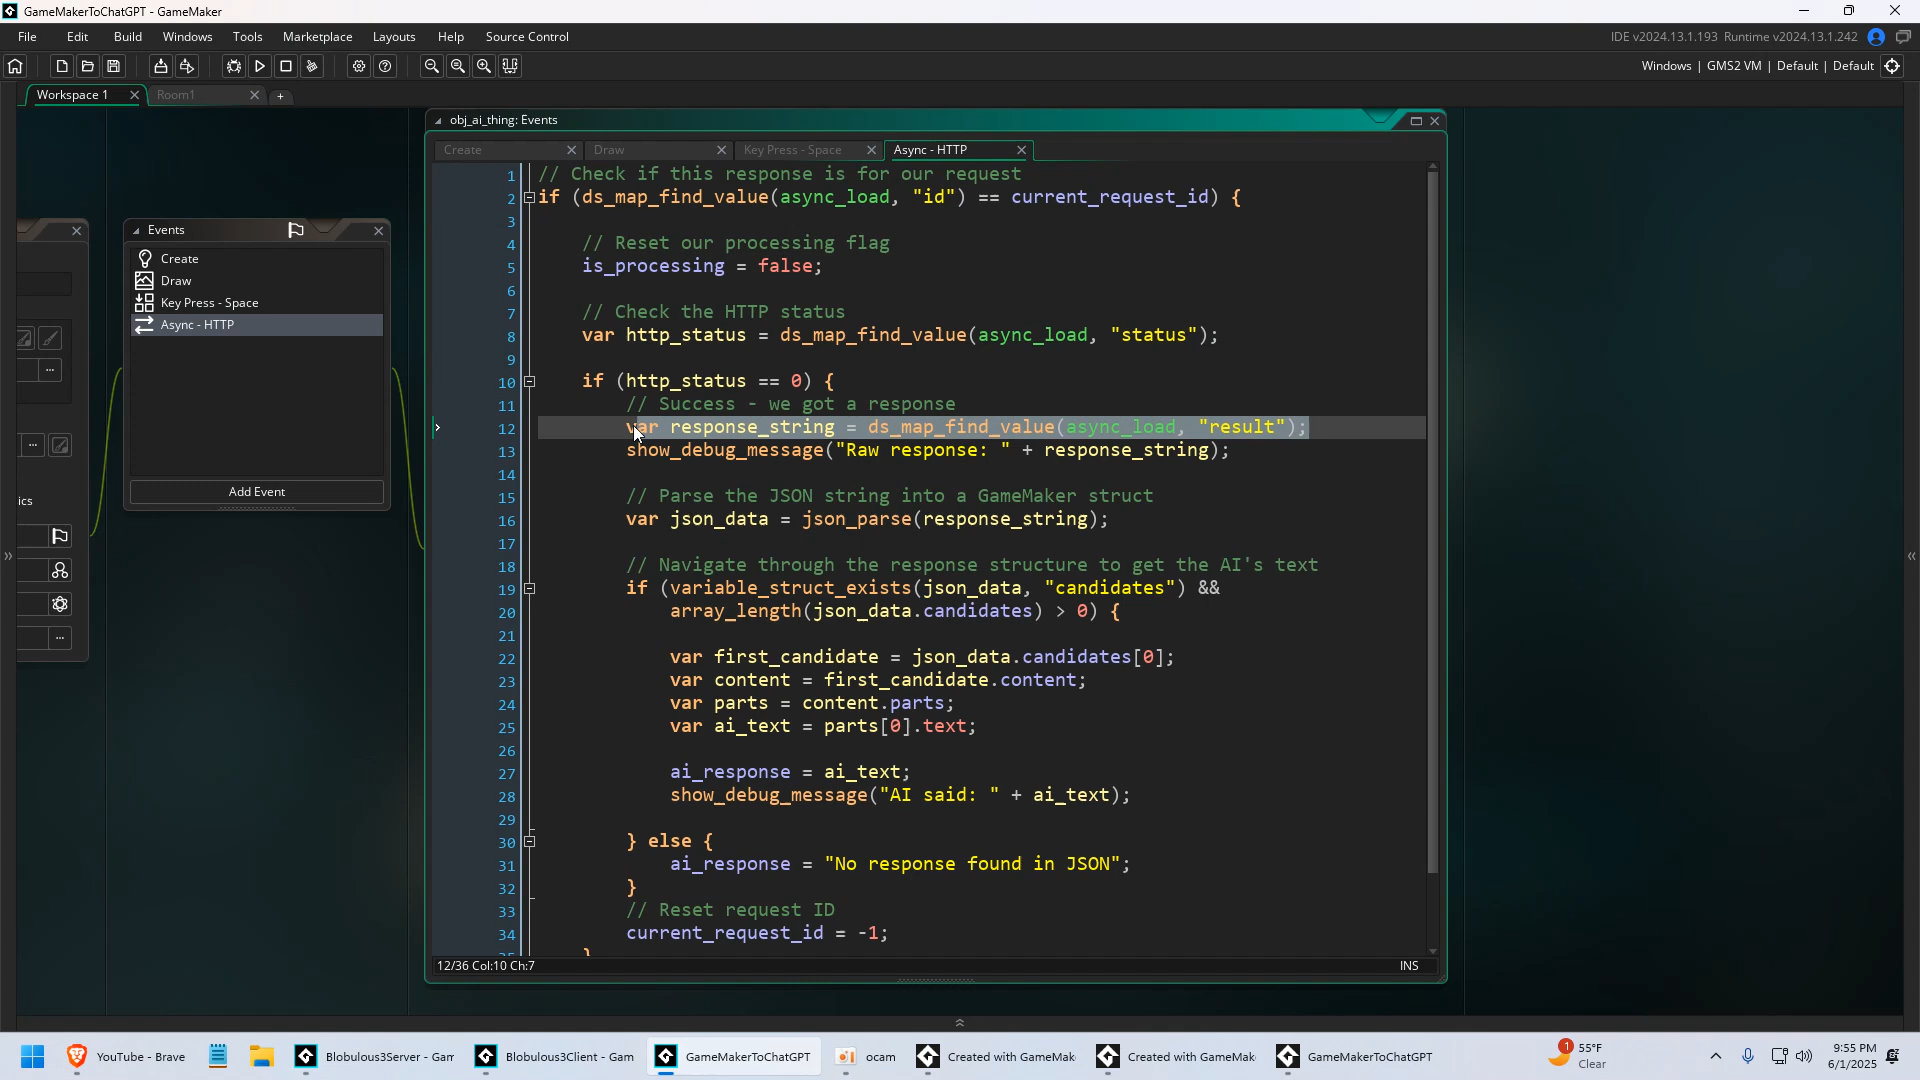 GameMakerToChatGPT - GameMaker
File Edit Build Windows Tools Marketplace Layouts Help Source Control
IDE v2024.13.1.193 Runtime v2024.13.1.242
Windows | GMS2 VM | Default | Default
Workspace 1
Room1
obj_ai_thing: Events
Create
Draw
Key Press - Space
Async - HTTP
Events
Create
Draw
Key Press - Space
Async - HTTP
Add Event
ics
1 // Check if this response is for our request
2 if (ds_map_find_value(async_load, "id") == current_request_id) {
3
4 // Reset our processing flag
5 is_processing = false;
6
7 // Check the HTTP status
8 var http_status = ds_map_find_value(async_load, "status");
9
10 if (http_status == 0) {
11 // Success - we got a response
12 var response_string = ds_map_find_value(async_load, "result");
13 show_debug_message("Raw response: " + response_string);
14
15 // Parse the JSON string into a GameMaker struct
16 var json_data = json_parse(response_string);
17
18 // Navigate through the response structure to get the AI's text
19 if (variable_struct_exists(json_data, "candidates") &&
20 array_length(json_data.candidates) > 0) {
21
22 var first_candidate = json_data.candidates[0];
23 var content = first_candidate.content;
24 var parts = content.parts;
25 var ai_text = parts[0].text;
26
27 ai_response = ai_text;
28 show_debug_message("AI said: " + ai_text);
29
30 } else {
31 ai_response = "No response found in JSON";
32 }
33 // Reset request ID
34 current_request_id = -1;
12/36 Col:10 Ch:7
INS
YouTube - Brave
Blobulous3Server - Gam
Blobulous3Client - Gam
GameMakerToChatGPT
ocam
Created with GameMak
Created with GameMak
GameMakerToChatGPT
1
55°F
Clear
9:55 PM
6/1/2025